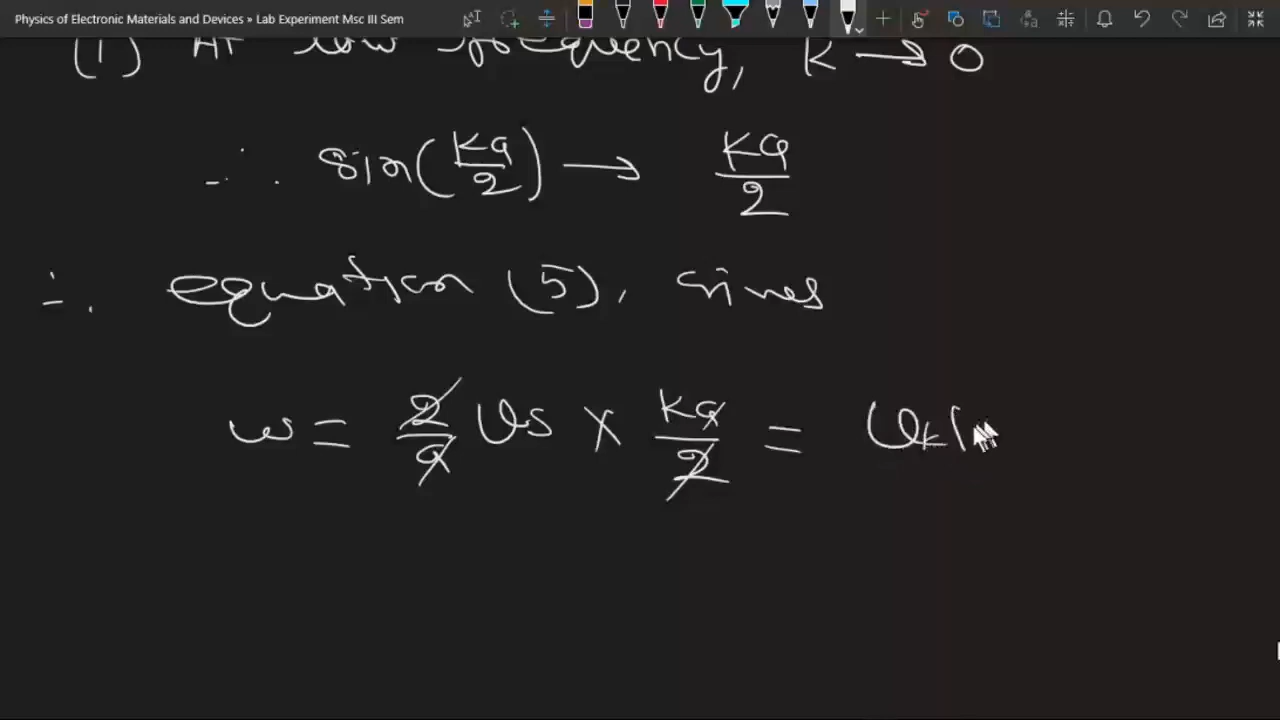 Physics of Electronic Materials and Devices » Lab Experiment Msc III Sem
(1) At low frequency, K → 0
∴ sin(Ka/2) → Ka/2
∴ equation (5), gives
ω = 2/a υs × Ka/2 =